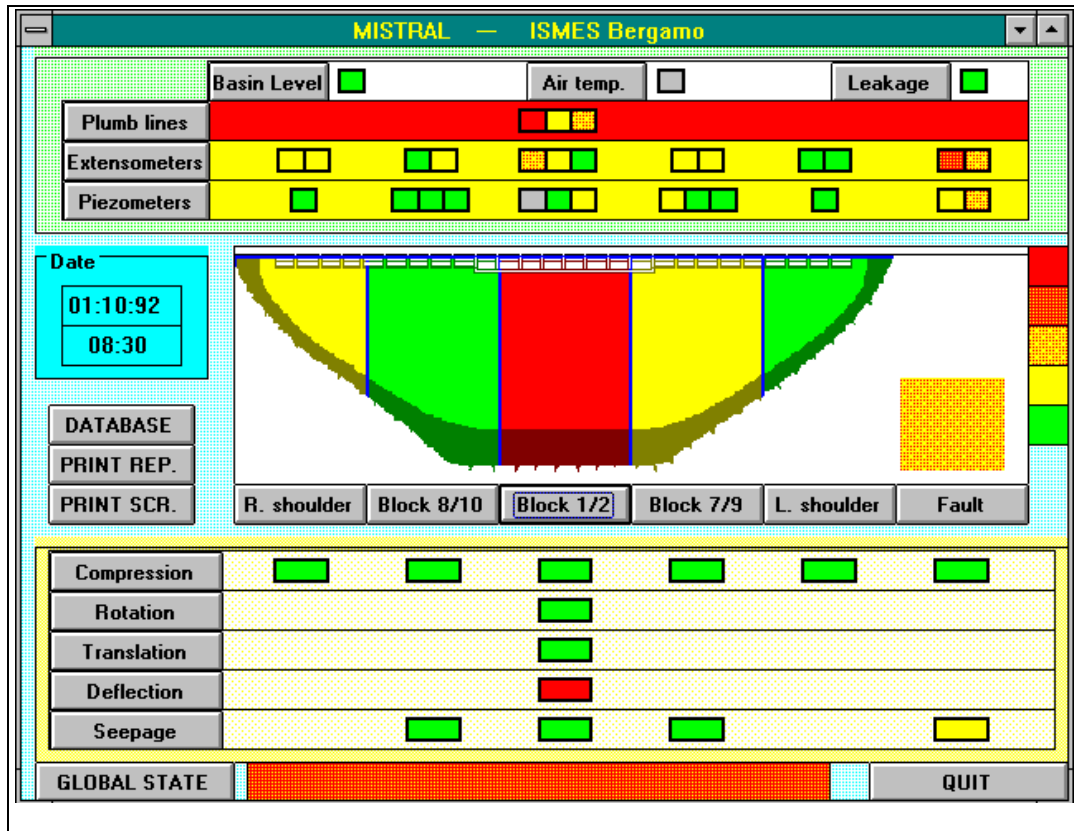 MISTRAL — ISMES Bergamo
Basin Level Air temp. Leakage
Plumb lines
Extensometers
Piezometers
Date
01:10:92
08:30
DATABASE
PRINT REP.
PRINT SCR.
R. shoulder Block 8/10 Block 1/2 Block 7/9 L. shoulder Fault
Compression
Rotation
Translation
Deflection
Seepage
GLOBAL STATE QUIT